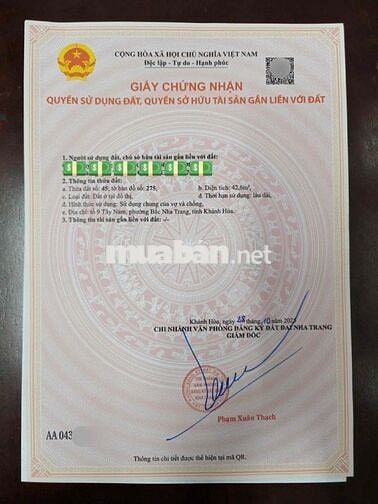 CỘNG HÒA XÃ HỘI CHỦ NGHĨA VIỆT NAM
Độc lập - Tự do - Hạnh phúc
GIẤY CHỨNG NHẬN
QUYỀN SỬ DỤNG ĐẤT, QUYỀN SỞ HỮU TÀI SẢN GẮN LIỀN VỚI ĐẤT
1. Người sử dụng đất, chủ sở hữu tài sản gắn liền với đất:
2. Thông tin thửa đất:
a. Thửa đất số: 45; tờ bản đồ số: 275, b. Diện tích: 42,6m²,
c. Loại đất: Đất ở tại đô thị, d. Thời hạn sử dụng: lâu dài,
đ. Hình thức sử dụng: Sử dụng chung của vợ và chồng,
e. Địa chỉ: tổ 9 Tây Nam, phường Bắc Nha Trang, tỉnh Khánh Hòa.
3. Thông tin tài sản gắn liền với đất: -/-
muaban.net
Khánh Hòa, ngày 28 tháng 10 năm 2025
CHI NHÁNH VĂN PHÒNG ĐĂNG KÝ ĐẤT ĐAI NHA TRANG
GIÁM ĐỐC
Phạm Xuân Thạch
AA 043
Thông tin chi tiết được thể hiện tại mã QR.